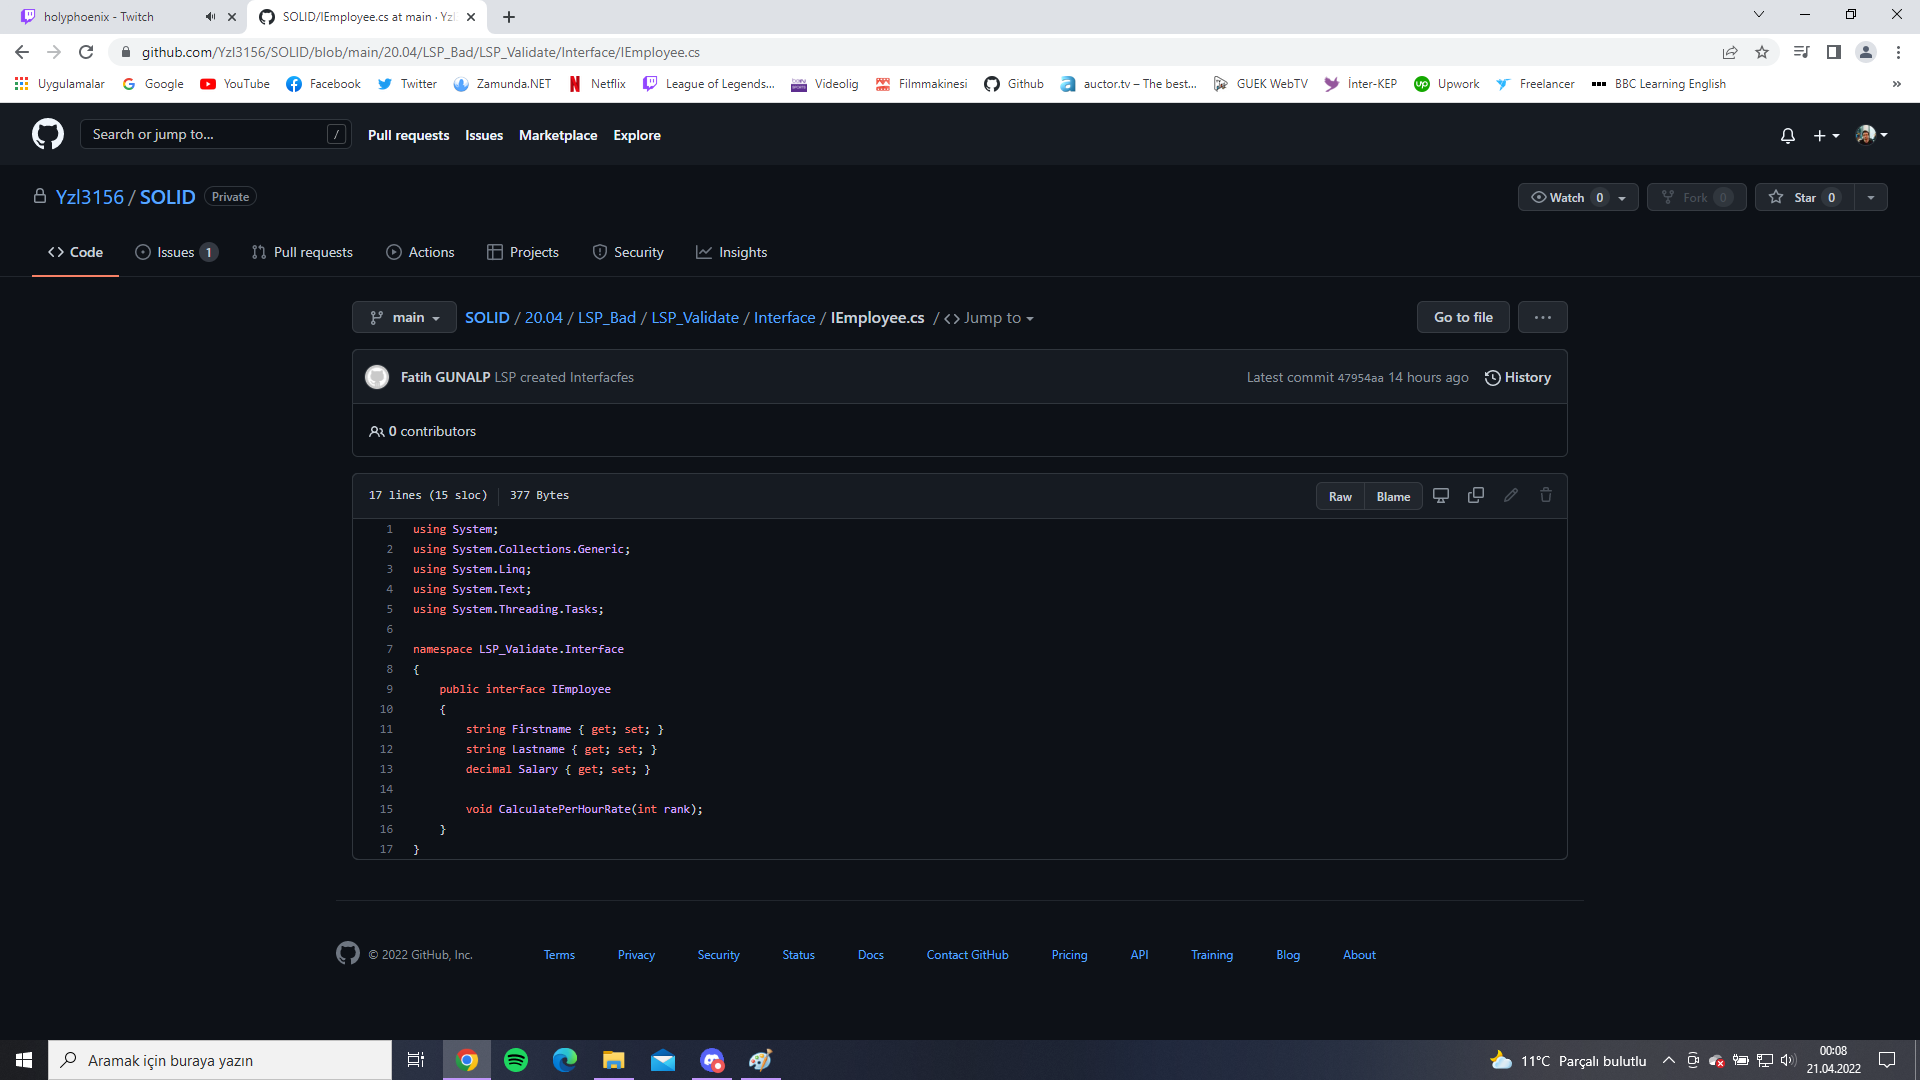 holyphoenix - Twitch
SOLID/IEmployee.cs at main · Yzl
github.com/Yzl3156/SOLID/blob/main/20.04/LSP_Bad/LSP_Validate/Interface/IEmployee.cs
Uygulamalar Google YouTube Facebook Twitter Zamunda.NET Netflix League of Legends... Videolig Filmmakinesi Github auctor.tv – The best... GUEK WebTV İnter-KEP Upwork Freelancer BBC Learning English »
Search or jump to... / Pull requests Issues Marketplace Explore
Yzl3156 / SOLID Private
Watch 0 Fork 0 Star 0
Code Issues 1 Pull requests Actions Projects Security Insights
main SOLID / 20.04 / LSP_Bad / LSP_Validate / Interface / IEmployee.cs / <> Jump to
Go to file ...
Fatih GUNALP LSP created Interfacfes
Latest commit 47954aa 14 hours ago History
0 contributors
17 lines (15 sloc) 377 Bytes
Raw Blame
1 using System;
2 using System.Collections.Generic;
3 using System.Linq;
4 using System.Text;
5 using System.Threading.Tasks;
6
7 namespace LSP_Validate.Interface
8 {
9 public interface IEmployee
10 {
11 string Firstname { get; set; }
12 string Lastname { get; set; }
13 decimal Salary { get; set; }
14
15 void CalculatePerHourRate(int rank);
16 }
17 }
© 2022 GitHub, Inc. Terms Privacy Security Status Docs Contact GitHub Pricing API Training Blog About
Aramak için buraya yazın
11°C Parçalı bulutlu
00:08
21.04.2022